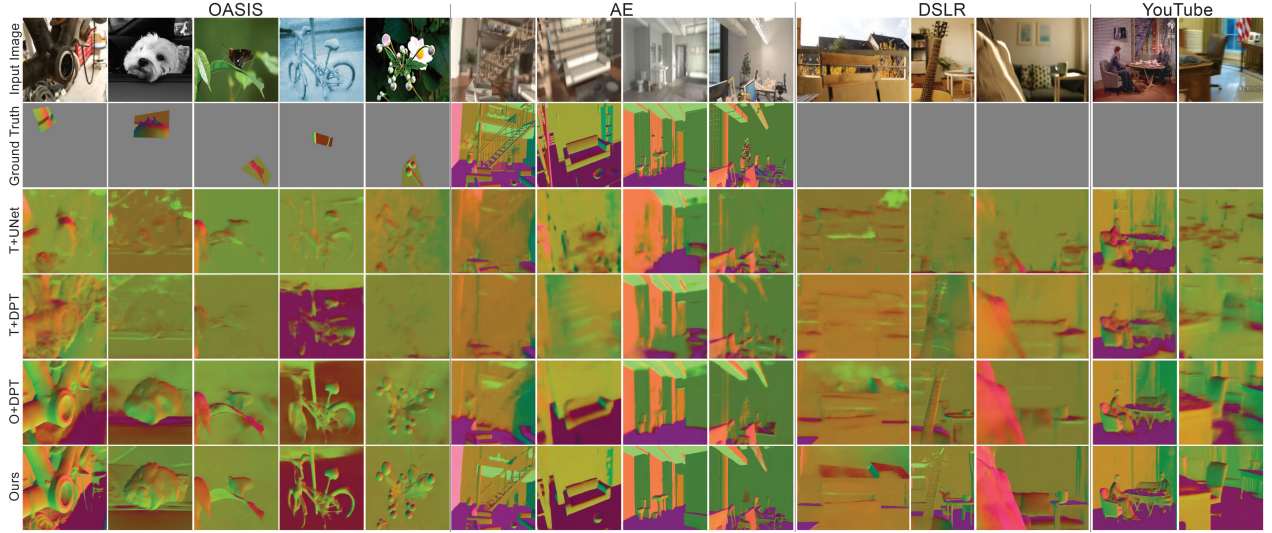 OASIS AE DSLR YouTube
Input Image
Ground Truth
T+UNet
T+DPT
O+DPT
Ours